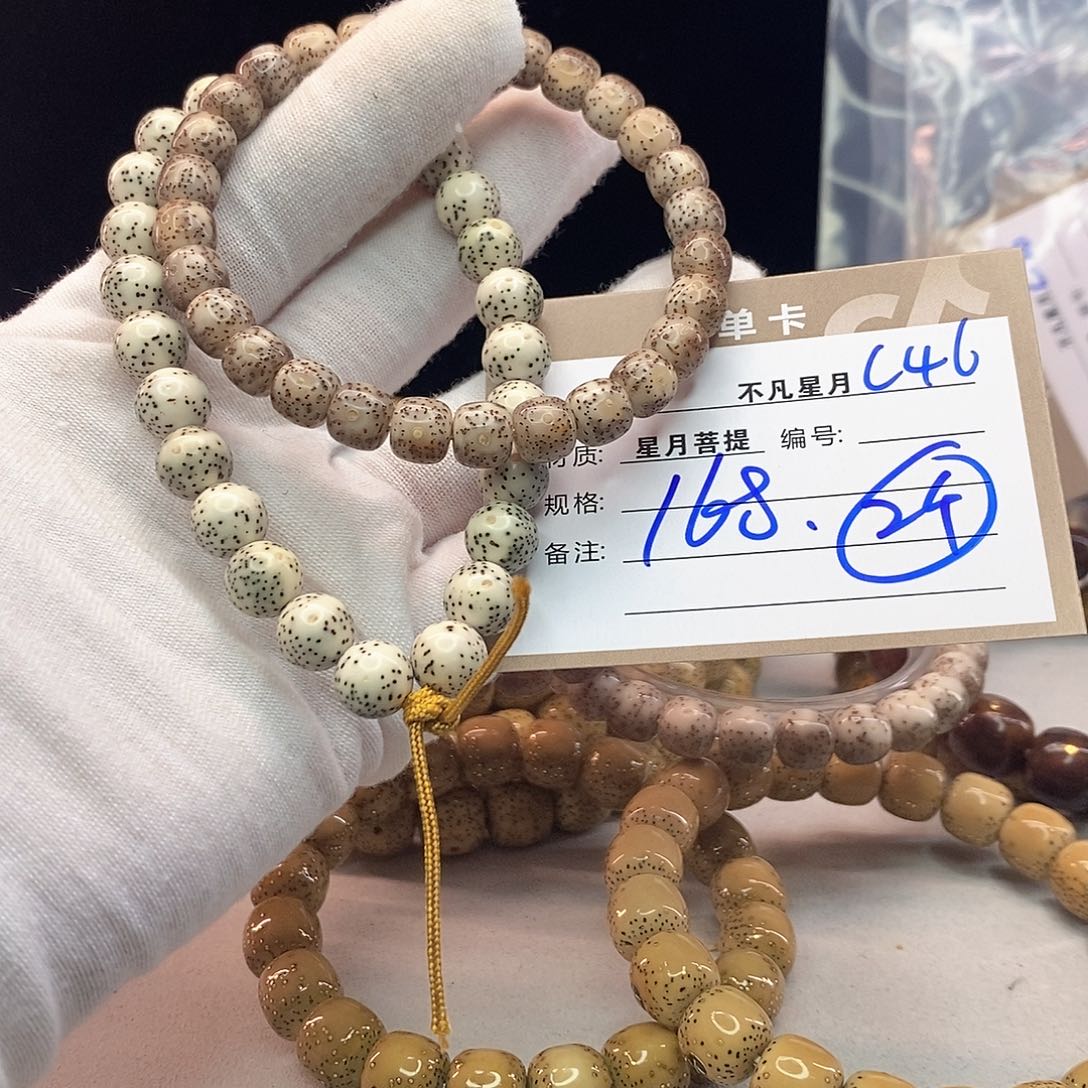 单卡
不凡星月 C46
材质: 星月菩提 编号:
规格: 168.24
备注: